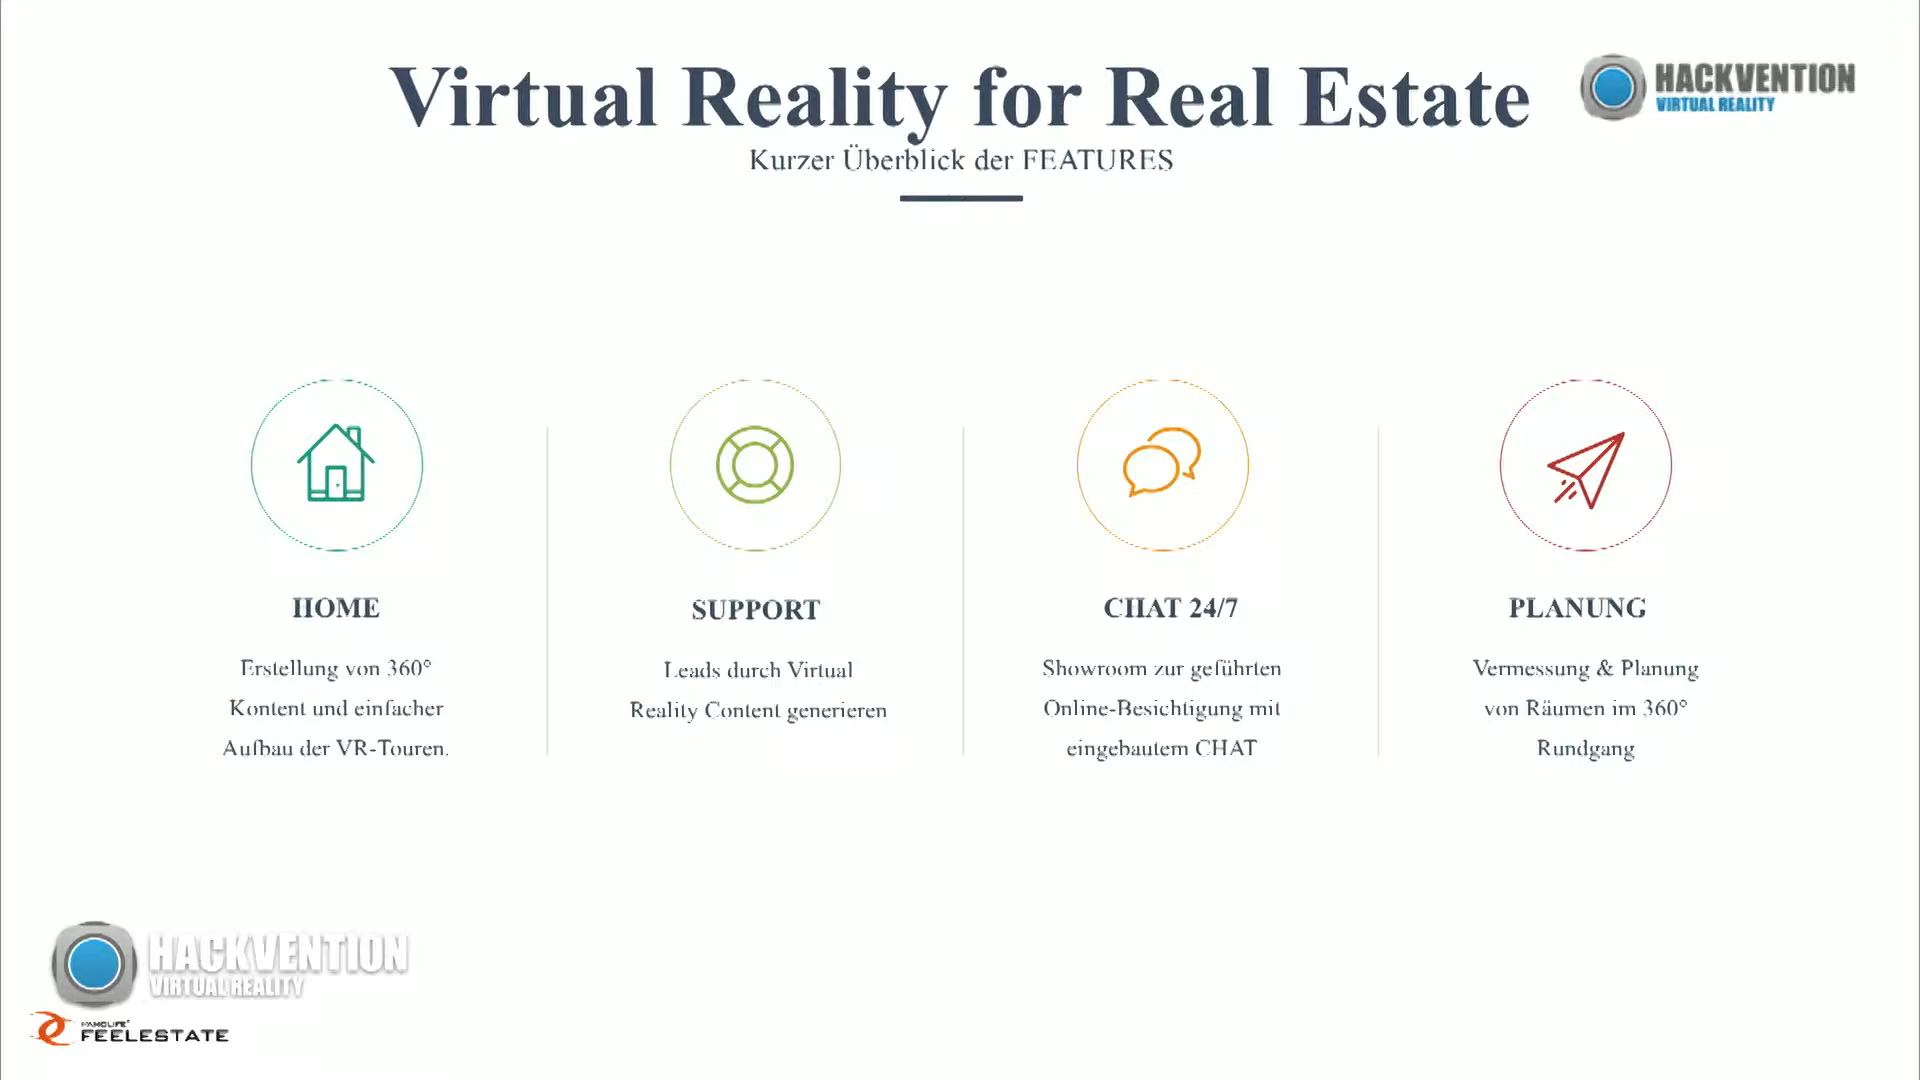 Virtual Reality for Real Estate
HACKVENTION
VIRTUAL REALITY
Kurzer Überblick der FEATURES
HOME
Erstellung von 360°
Kontent und einfacher
Aufbau der VR-Touren.
SUPPORT
Leads durch Virtual
Reality Content generieren
CHAT 24/7
Showroom zur geführten
Online-Besichtigung mit
eingebautem CHAT
PLANUNG
Vermessung & Planung
von Räumen im 360°
Rundgang
HACKVENTION
VIRTUAL REALITY
FEELESTATE